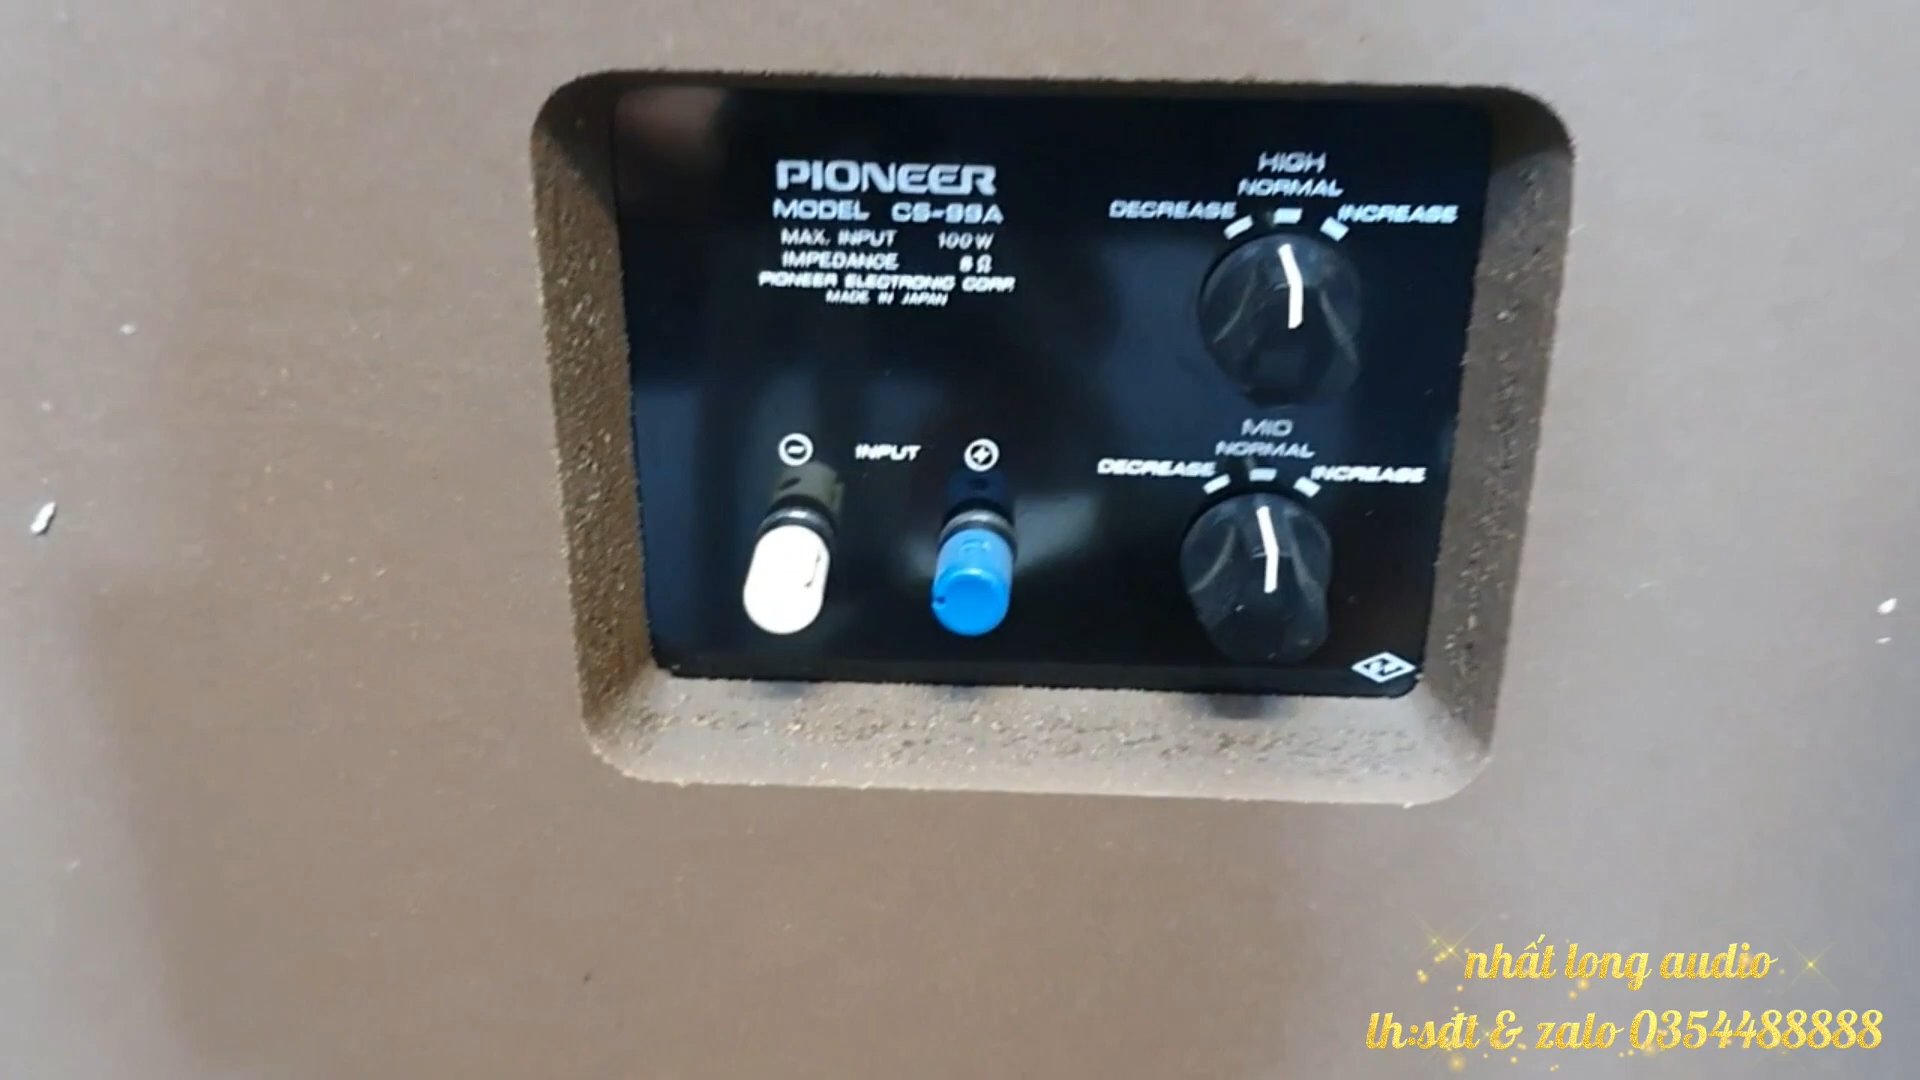 PIONEER
MODEL CS-99A
MAX. INPUT 100W
IMPEDANCE 8Ω
PIONEER ELECTRONIC CORP.
MADE IN JAPAN
HIGH
NORMAL
DECREASE INCREASE
MID
NORMAL
DECREASE INCREASE
- INPUT +
nhất long audio
lh:sđt & zalo 0354488888